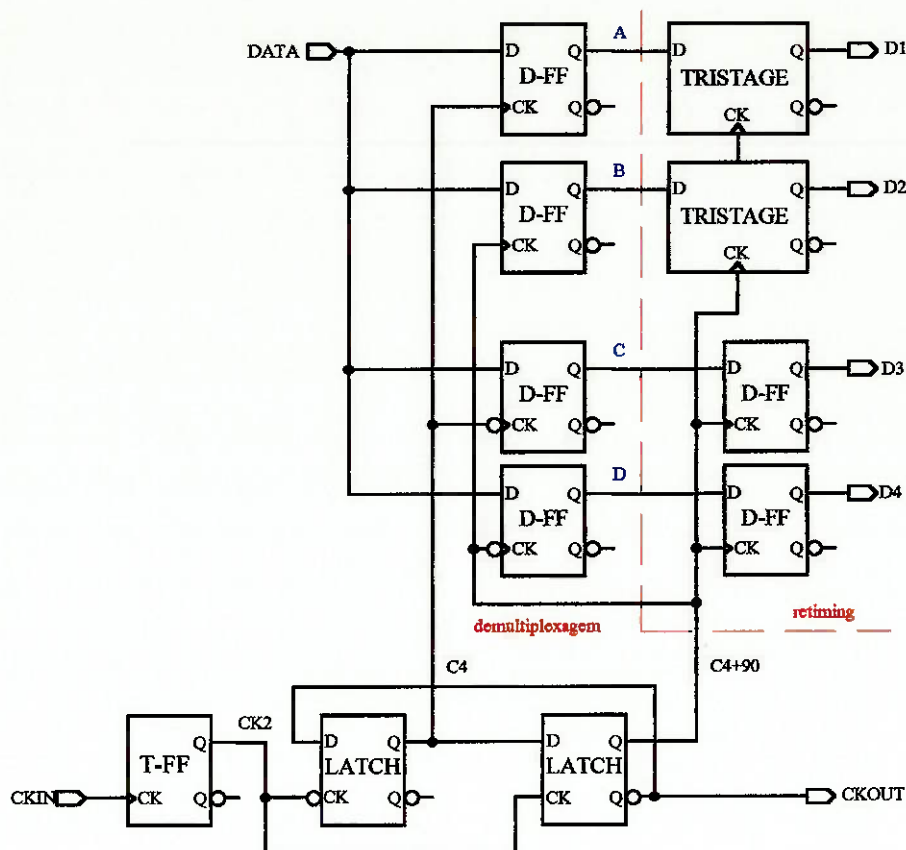 A
DATA
D Q
D-FF
CK Q
D Q
TRISTAGE
CK Q
D1
B
D Q
D-FF
CK Q
D Q
TRISTAGE
CK Q
D2
C
D Q
D-FF
CK Q
D Q
D-FF
CK Q
D3
D
D Q
D-FF
CK Q
D Q
D-FF
CK Q
D4
demultiplexagem
retiming
C4
C4+90
CK2
Q
T-FF
CK Q
CKIN
D Q
LATCH
CK Q
D Q
LATCH
CK Q
CKOUT